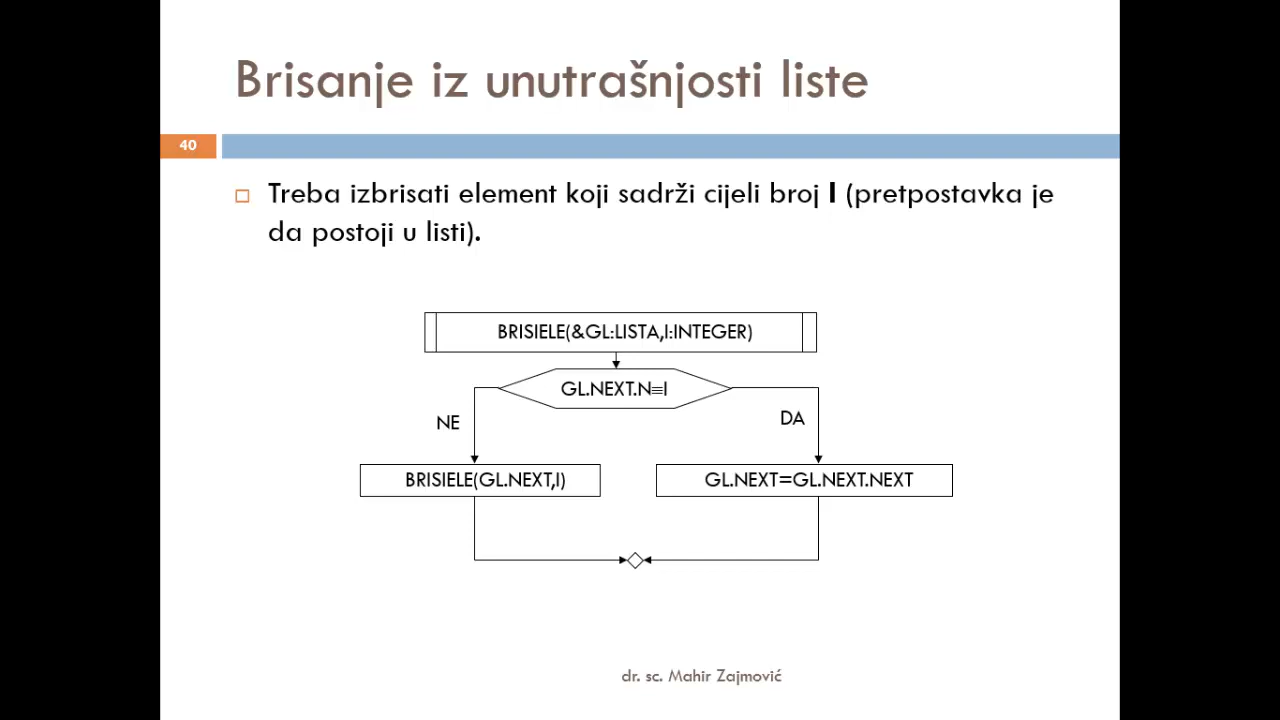 Brisanje iz unutrašnjosti liste
40
Treba izbrisati element koji sadrži cijeli broj I (pretpostavka je
da postoji u listi).
BRISIELE(&GL:LISTA,I:INTEGER)
GL.NEXT.N≡I
NE
DA
BRISIELE(GL.NEXT,I)
GL.NEXT=GL.NEXT.NEXT
dr. sc. Mahir Zajmović